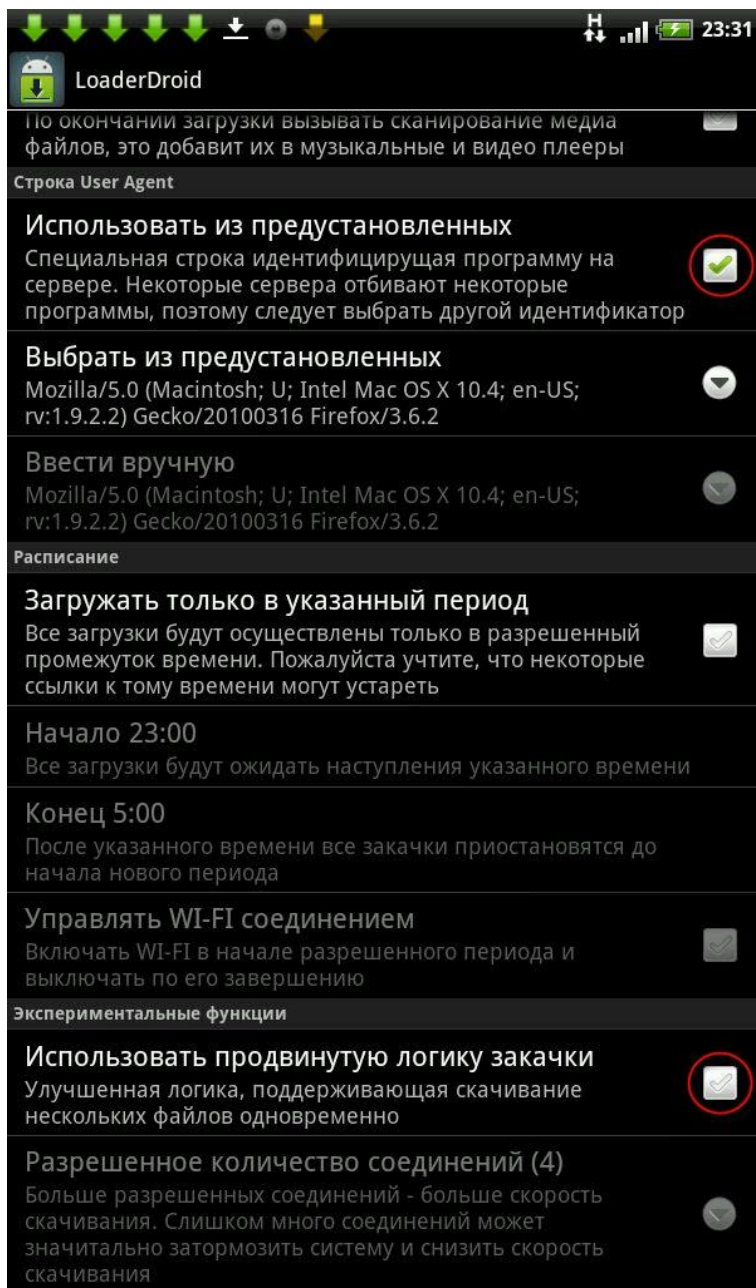 H
23:31
LoaderDroid
По окончании загрузки вызывать сканирование медиа
файлов, это добавит их в музыкальные и видео плееры
Строка User Agent
Использовать из предустановленных
Специальная строка идентифицирущая программу на
сервере. Некоторые сервера отбивают некоторые
программы, поэтому следует выбрать другой идентификатор
Выбрать из предустановленных
Mozilla/5.0 (Macintosh; U; Intel Mac OS X 10.4; en-US;
rv:1.9.2.2) Gecko/20100316 Firefox/3.6.2
Ввести вручную
Mozilla/5.0 (Macintosh; U; Intel Mac OS X 10.4; en-US;
rv:1.9.2.2) Gecko/20100316 Firefox/3.6.2
Расписание
Загружать только в указанный период
Все загрузки будут осуществлены только в разрешенный
промежуток времени. Пожалуйста учтите, что некоторые
ссылки к тому времени могут устареть
Начало 23:00
Все загрузки будут ожидать наступления указанного времени
Конец 5:00
После указанного времени все закачки приостановятся до
начала нового периода
Управлять WI-FI соединением
Включать WI-FI в начале разрешенного периода и
выключать по его завершению
Экспериментальные функции
Использовать продвинутую логику закачки
Улучшенная логика, поддерживающая скачивание
нескольких файлов одновременно
Разрешенное количество соединений (4)
Больше разрешенных соединений - больше скорость
скачивания. Слишком много соединений может
значитально затормозить систему и снизить скорость
скачивания